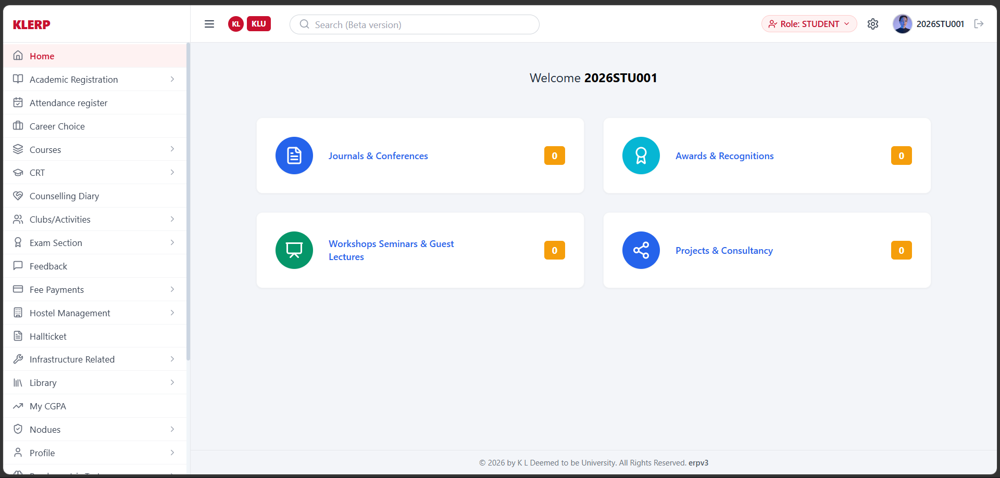 KLERP
KL
KLU
Search (Beta version)
Role: STUDENT
2026STU001
Home
Academic Registration
Attendance register
Career Choice
Courses
CRT
Counselling Diary
Clubs/Activities
Exam Section
Feedback
Fee Payments
Hostel Management
Hallticket
Infrastructure Related
Library
My CGPA
Nodues
Profile
Welcome 2026STU001
Journals & Conferences
0
Awards & Recognitions
0
Workshops Seminars & Guest
Lectures
0
Projects & Consultancy
0
© 2026 by K L Deemed to be University. All Rights Reserved. erpv3